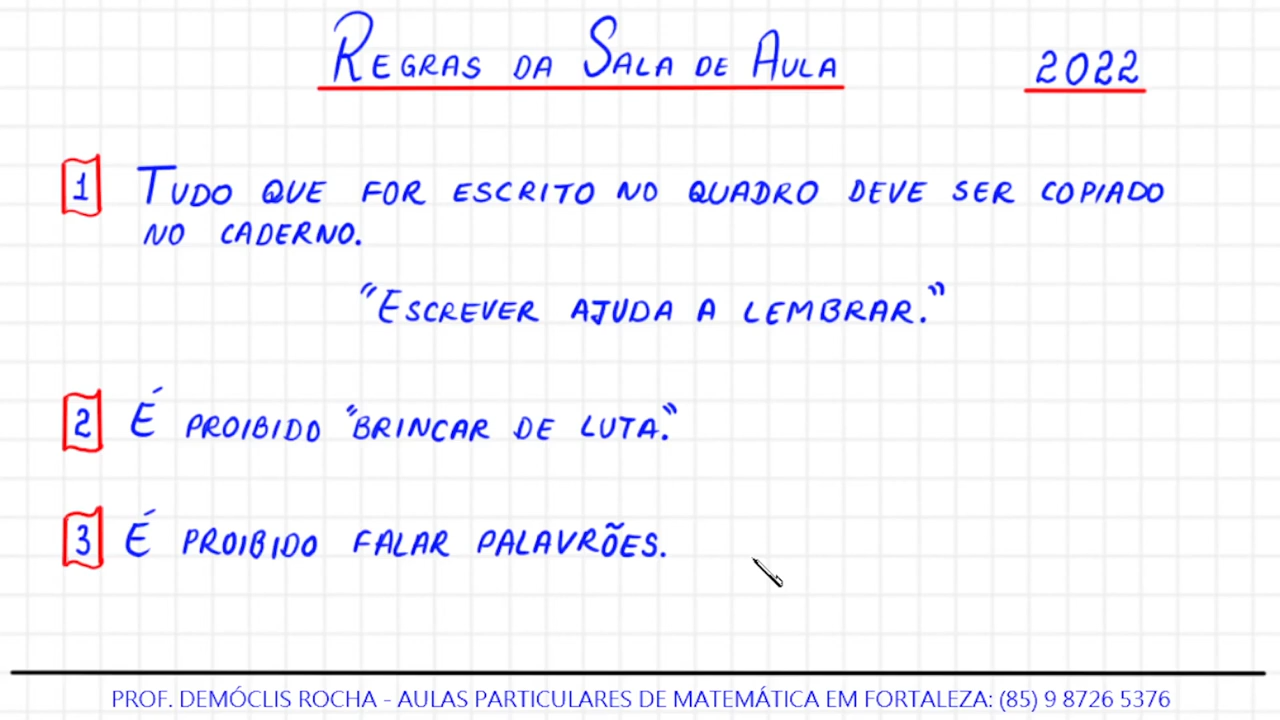 REGRAS DA SALA DE AULA 2022
1 TUDO QUE FOR ESCRITO NO QUADRO DEVE SER COPIADO
NO CADERNO.
"ESCREVER AJUDA A LEMBRAR."
2 É PROIBIDO "BRINCAR DE LUTA."
3 É PROIBIDO FALAR PALAVRÕES.
PROF. DEMÓCLIS ROCHA - AULAS PARTICULARES DE MATEMÁTICA EM FORTALEZA: (85) 9 8726 5376